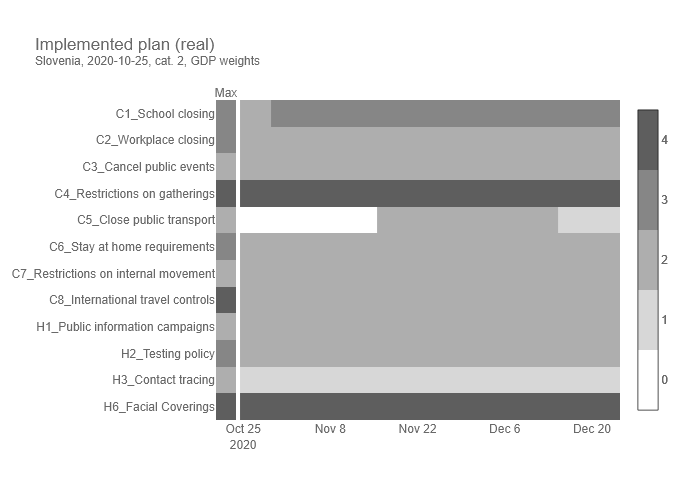 Implemented plan (real)
Slovenia, 2020-10-25, cat. 2, GDP weights
Max
C1_School closing
C2_Workplace closing
C3_Cancel public events
C4_Restrictions on gatherings
C5_Close public transport
C6_Stay at home requirements
C7_Restrictions on internal movement
C8_International travel controls
H1_Public information campaigns
H2_Testing policy
H3_Contact tracing
H6_Facial Coverings
Oct 25 Nov 8 Nov 22 Dec 6 Dec 20
2020
4
3
2
1
0